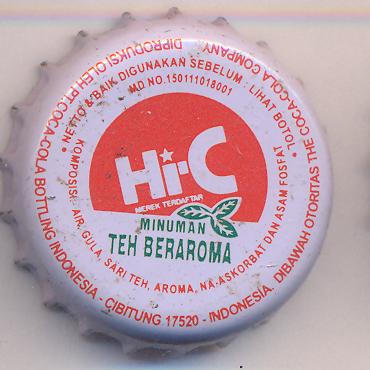 DIPRODUKSI OLEH PT COCA-COLA BOTTLING INDONESIA - CIBITUNG 17520 - INDONESIA, DIBAWAH OTORITAS THE COCA-COLA COMPANY
• NETTO & BAIK DIGUNAKAN SEBELUM : LIHAT BOTOL •
MD NO.150111018001
Hi-C
MEREK TERDAFTAR
MINUMAN
TEH BERAROMA
KOMPOSISI: AIR, GULA, SARI TEH, AROMA, NA-ASKORBAT DAN ASAM FOSFAT